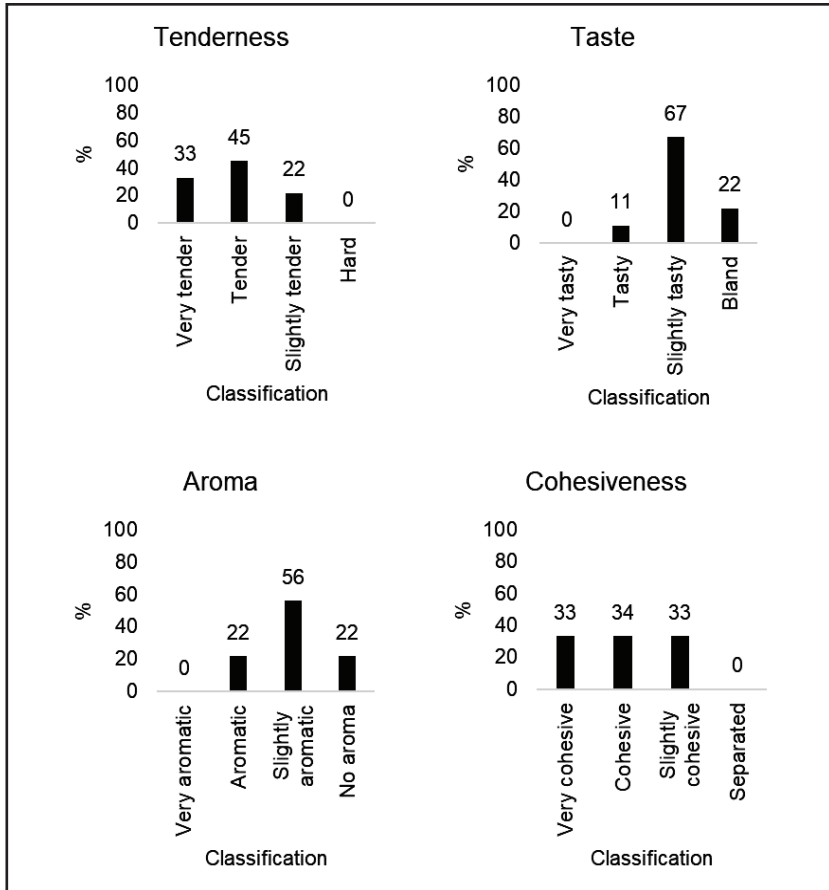 Tenderness
100
80
60
40
20
0
%
33
45
22
0
Very tender
Tender
Slightly tender
Hard
Classification
Taste
100
80
60
40
20
0
%
0
11
67
22
Very tasty
Tasty
Slightly tasty
Bland
Classification
Aroma
100
80
60
40
20
0
%
0
22
56
22
Very aromatic
Aromatic
Slightly
aromatic
No aroma
Classification
Cohesiveness
100
80
60
40
20
0
%
33
34
33
0
Very cohesive
Cohesive
Slightly
cohesive
Separated
Classification